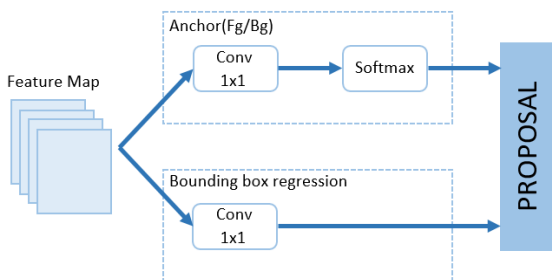 Anchor(Fg/Bg)
Conv
1x1
Softmax
Feature Map
Bounding box regression
Conv
1x1
PROPOSAL